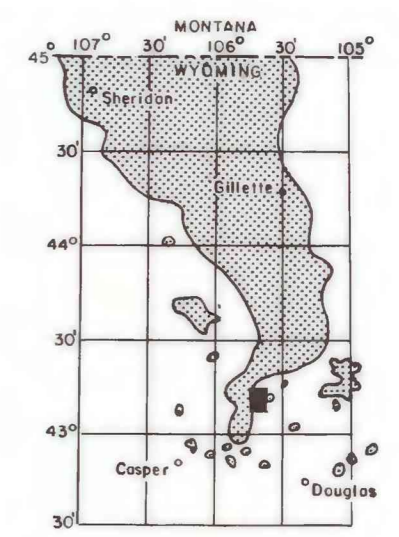 MONTANA
107° 30' 106° 30' 105°
45°
WYOMING
Sheridan
30'
Gillette
44°
30'
43°
Casper
Douglas
30'